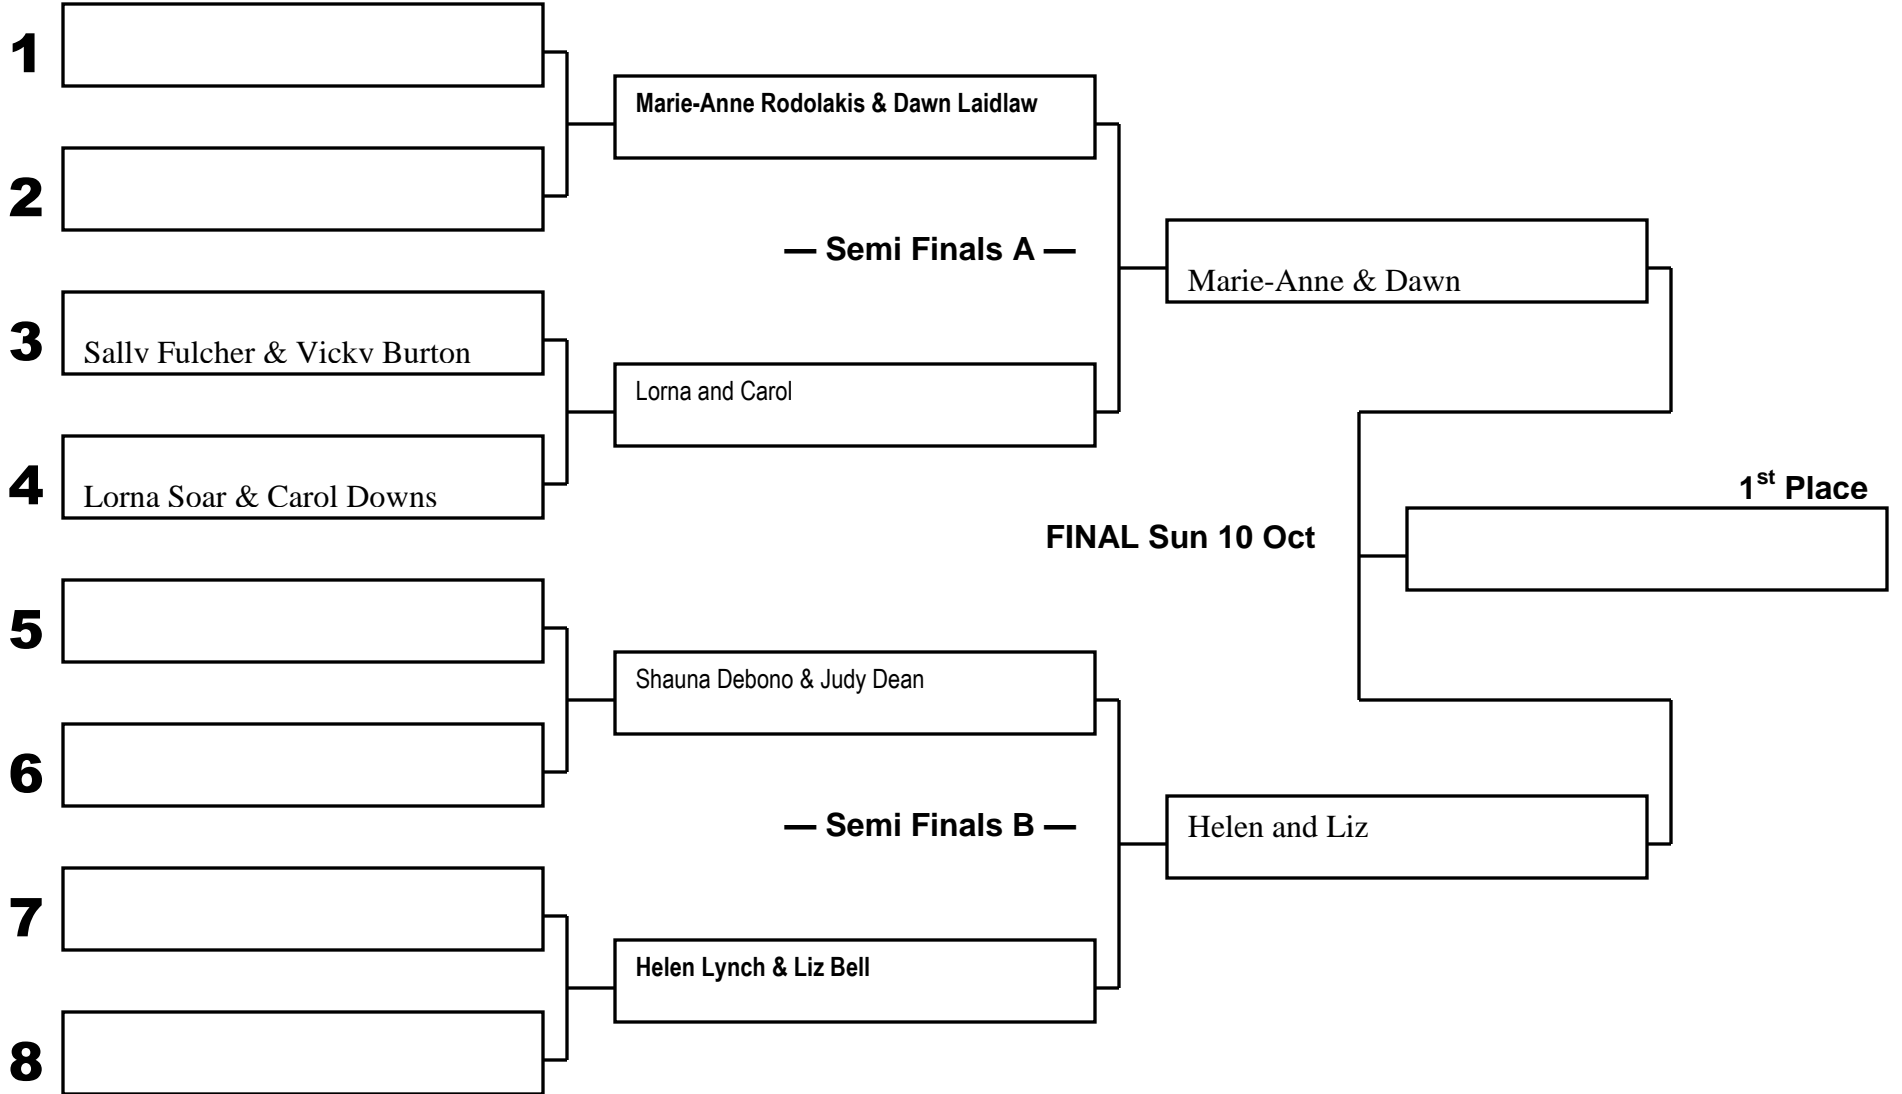 1
Marie-Anne Rodolakis & Dawn Laidlaw
2
— Semi Finals A —
Marie-Anne & Dawn
3
Sally Fulcher & Vicky Burton
Lorna and Carol
4
Lorna Soar & Carol Downs
1st Place
FINAL Sun 10 Oct
5
Shauna Debono & Judy Dean
6
— Semi Finals B —
Helen and Liz
7
Helen Lynch & Liz Bell
8